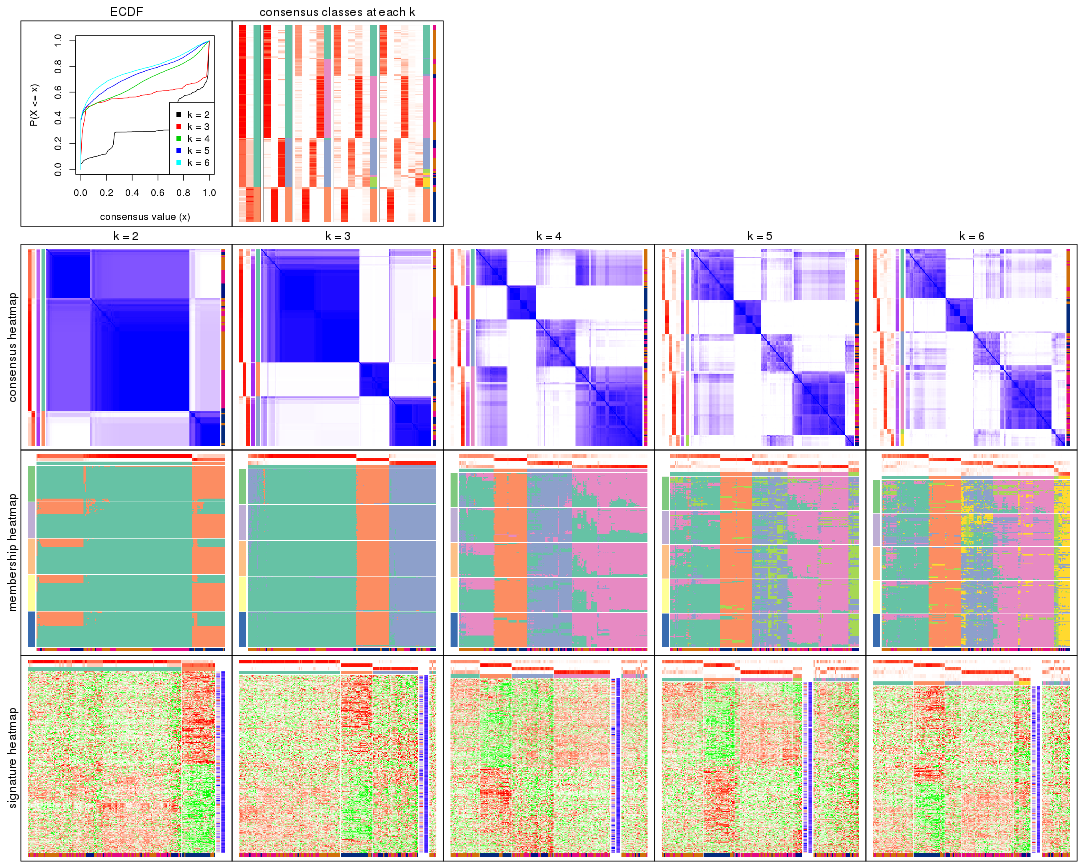 ECDF
consensus classes at each k
P(X <= x)
0.0 0.2 0.4 0.6 0.8 1.0
k = 2
k = 3
k = 4
k = 5
k = 6
0.0 0.2 0.4 0.6 0.8 1.0
consensus value (x)
k = 2 k = 3 k = 4 k = 5 k = 6
consensus heatmap
membership heatmap
signature heatmap